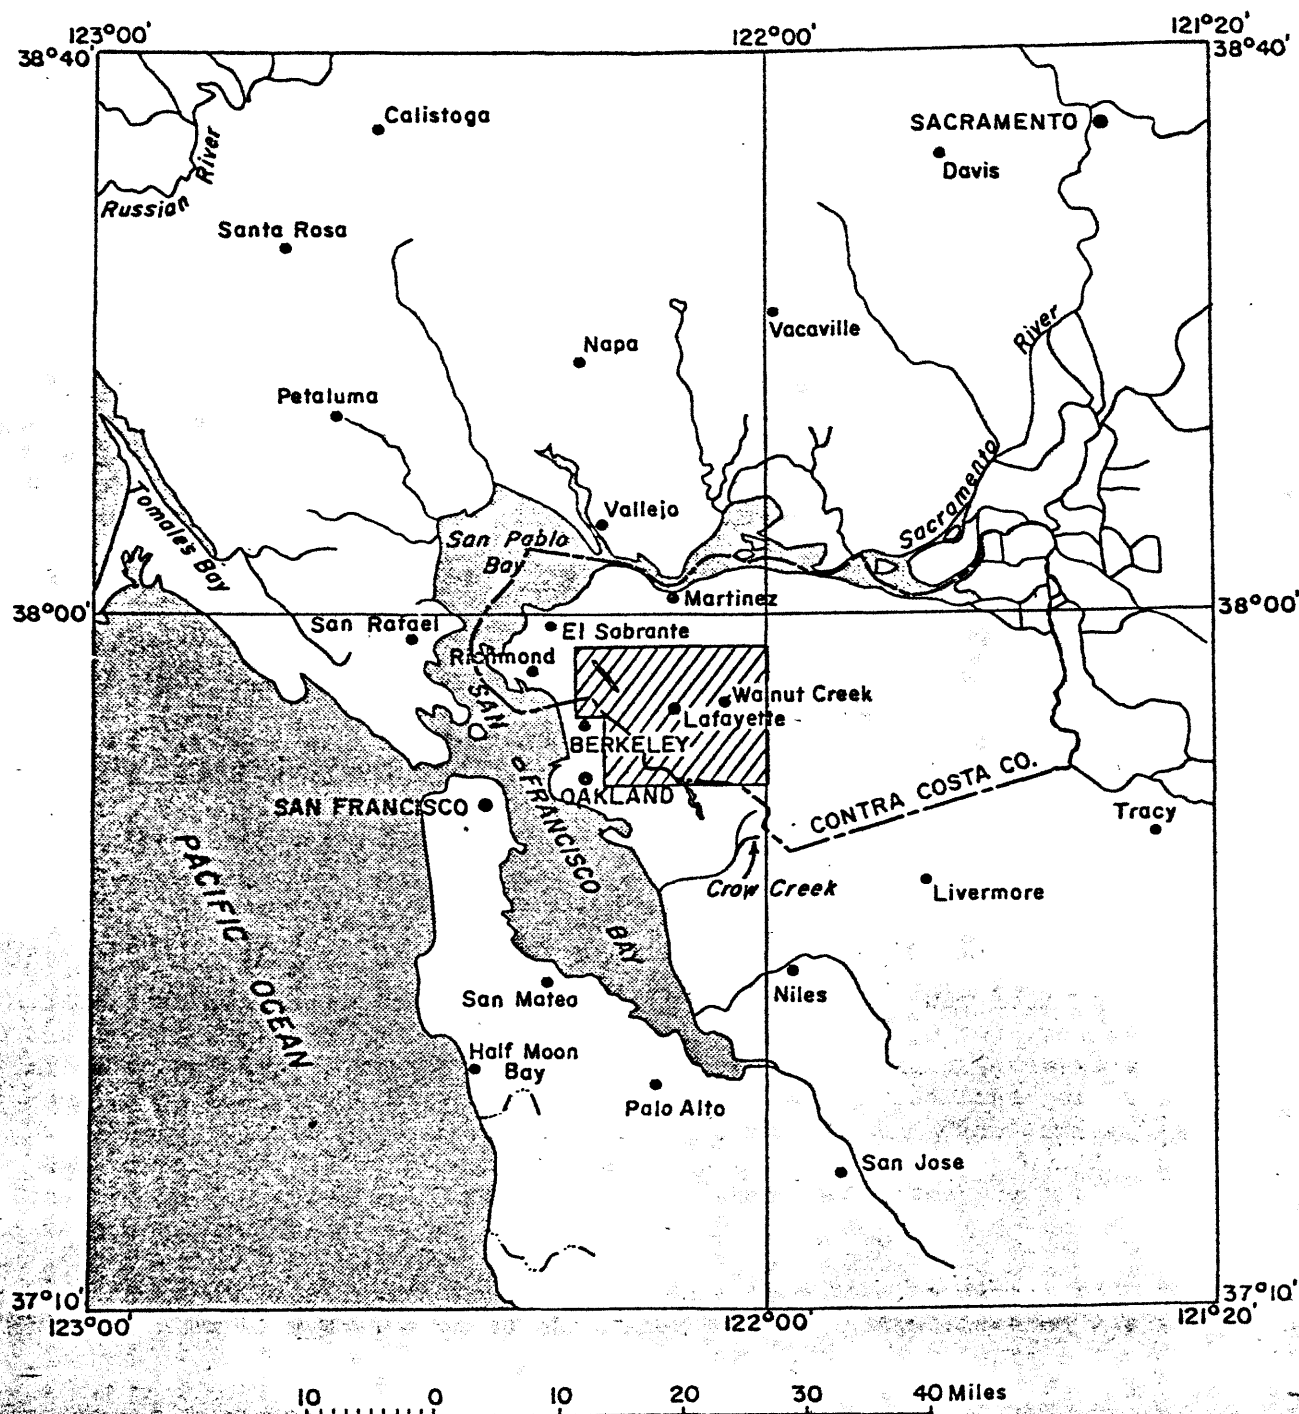 123°00'
122°00'
121°20'
38°40'
38°40'
Calistoga
SACRAMENTO
Davis
Russian River
Santa Rosa
Vacaville
River
Napa
Petaluma
Tomales Bay
Vallejo
Sacramento
San Pablo
Bay
Martinez
38°00'
38°00'
San Rafael
El Sobrante
Richmond
Walnut Creek
Lafayette
SAN FRANCISCO BAY
BERKELEY
OAKLAND
CONTRA COSTA CO.
SAN FRANCISCO
Tracy
PACIFIC OCEAN
Crow Creek
Livermore
San Mateo
Niles
Half Moon
Bay
Palo Alto
San Jose
37°10'
37°10'
123°00'
122°00'
121°20'
10 0 10 20 30 40 Miles